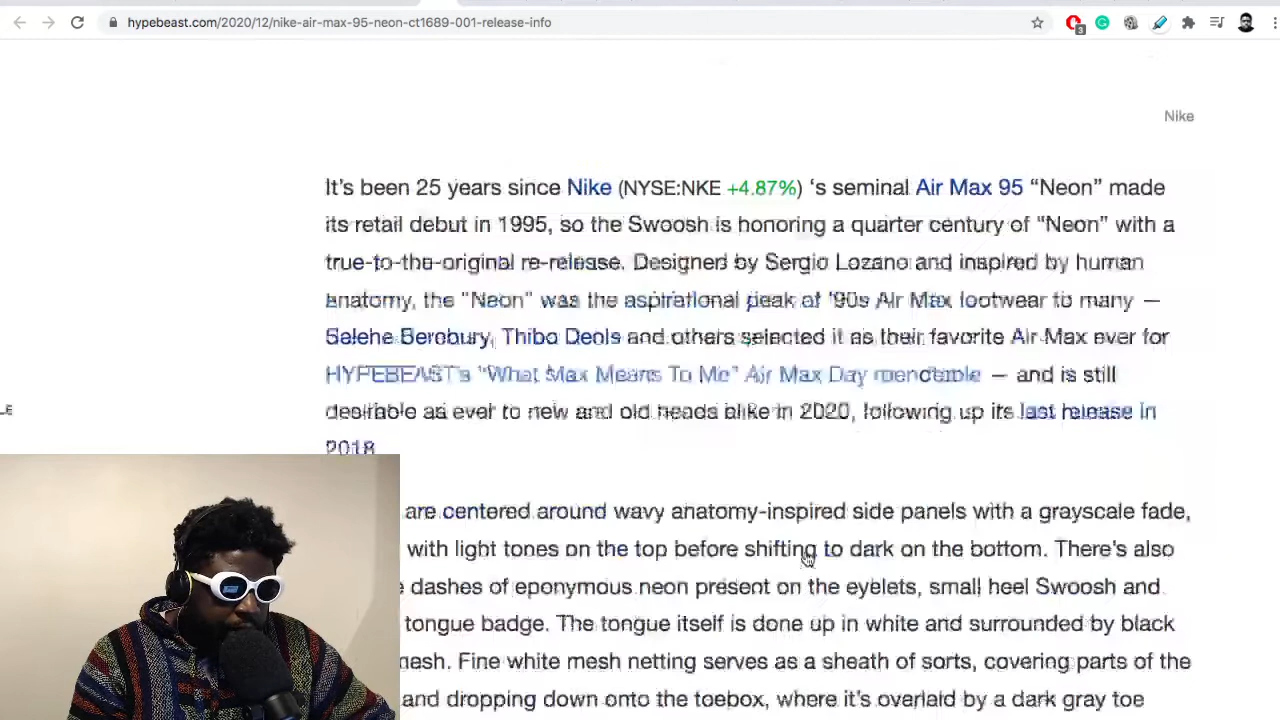 hypebeast.com/2020/12/nike-air-max-95-neon-ct1689-001-release-info
3
Nike
It's been 25 years since Nike (NYSE:NKE +4.87%) 's seminal Air Max 95 “Neon” made
its retail debut in 1995, so the Swoosh is honoring a quarter century of “Neon” with a
true-to-the-original re-release. Designed by Sergio Lozano and inspired by human
anatomy, the “Neon” was the aspirational peak of '90s Air Max footwear to many —
Salehe Bembury, Thibo Denis and others selected it as their favorite Air Max ever for
HYPEBEAST's “What Max Means To Me” Air Max Day roundtable — and is still
desirable as ever to new and old heads alike in 2020, following up its last release in
2018
LE
are centered around wavy anatomy-inspired side panels with a grayscale fade,
with light tones on the top before shifting to dark on the bottom. There's also
dashes of eponymous neon present on the eyelets, small heel Swoosh and
tongue badge. The tongue itself is done up in white and surrounded by black
mesh. Fine white mesh netting serves as a sheath of sorts, covering parts of the
and dropping down onto the toebox, where it's overlaid by a dark gray toe